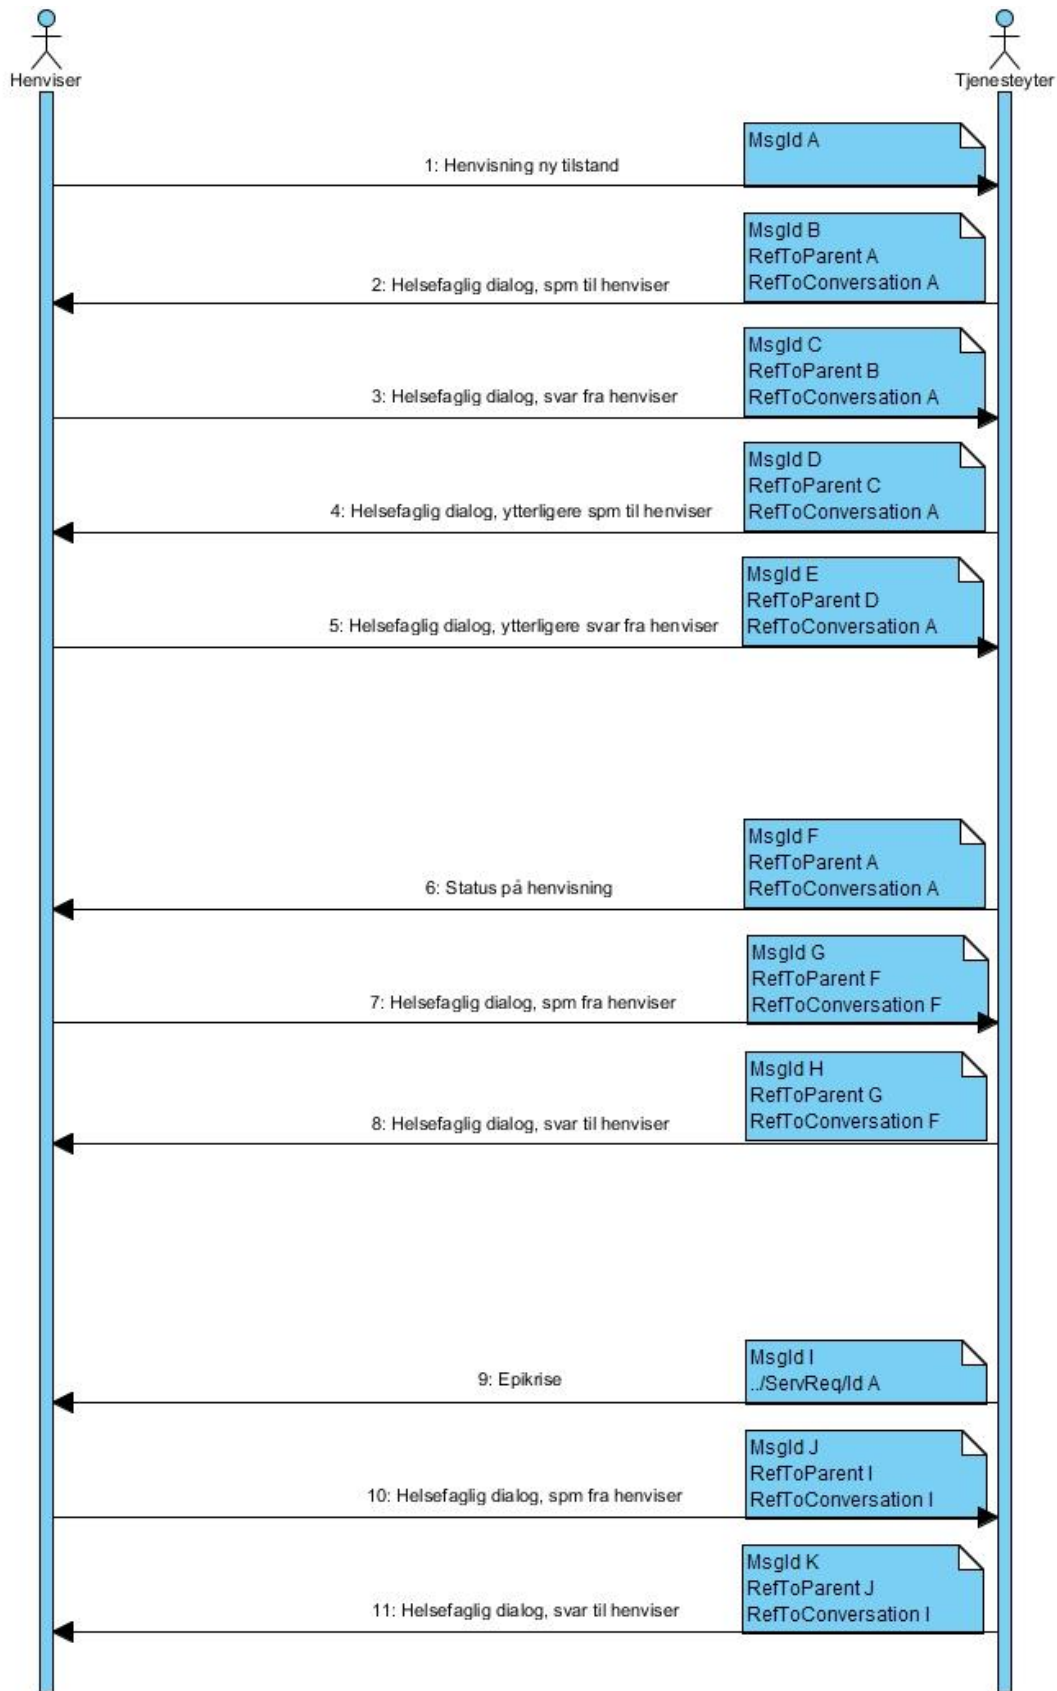 Henviser
Tjenesteyter
MsgId A
1: Henvisning ny tilstand
MsgId B
RefToParent A
RefToConversation A
2: Helsefaglig dialog, spm til henviser
MsgId C
RefToParent B
RefToConversation A
3: Helsefaglig dialog, svar fra henviser
MsgId D
RefToParent C
RefToConversation A
4: Helsefaglig dialog, ytterligere spm til henviser
MsgId E
RefToParent D
RefToConversation A
5: Helsefaglig dialog, ytterligere svar fra henviser
MsgId F
RefToParent A
RefToConversation A
6: Status på henvisning
MsgId G
RefToParent F
RefToConversation F
7: Helsefaglig dialog, spm fra henviser
MsgId H
RefToParent G
RefToConversation F
8: Helsefaglig dialog, svar til henviser
MsgId I
../ServReq/Id A
9: Epikrise
MsgId J
RefToParent I
RefToConversation I
10: Helsefaglig dialog, spm fra henviser
MsgId K
RefToParent J
RefToConversation I
11: Helsefaglig dialog, svar til henviser